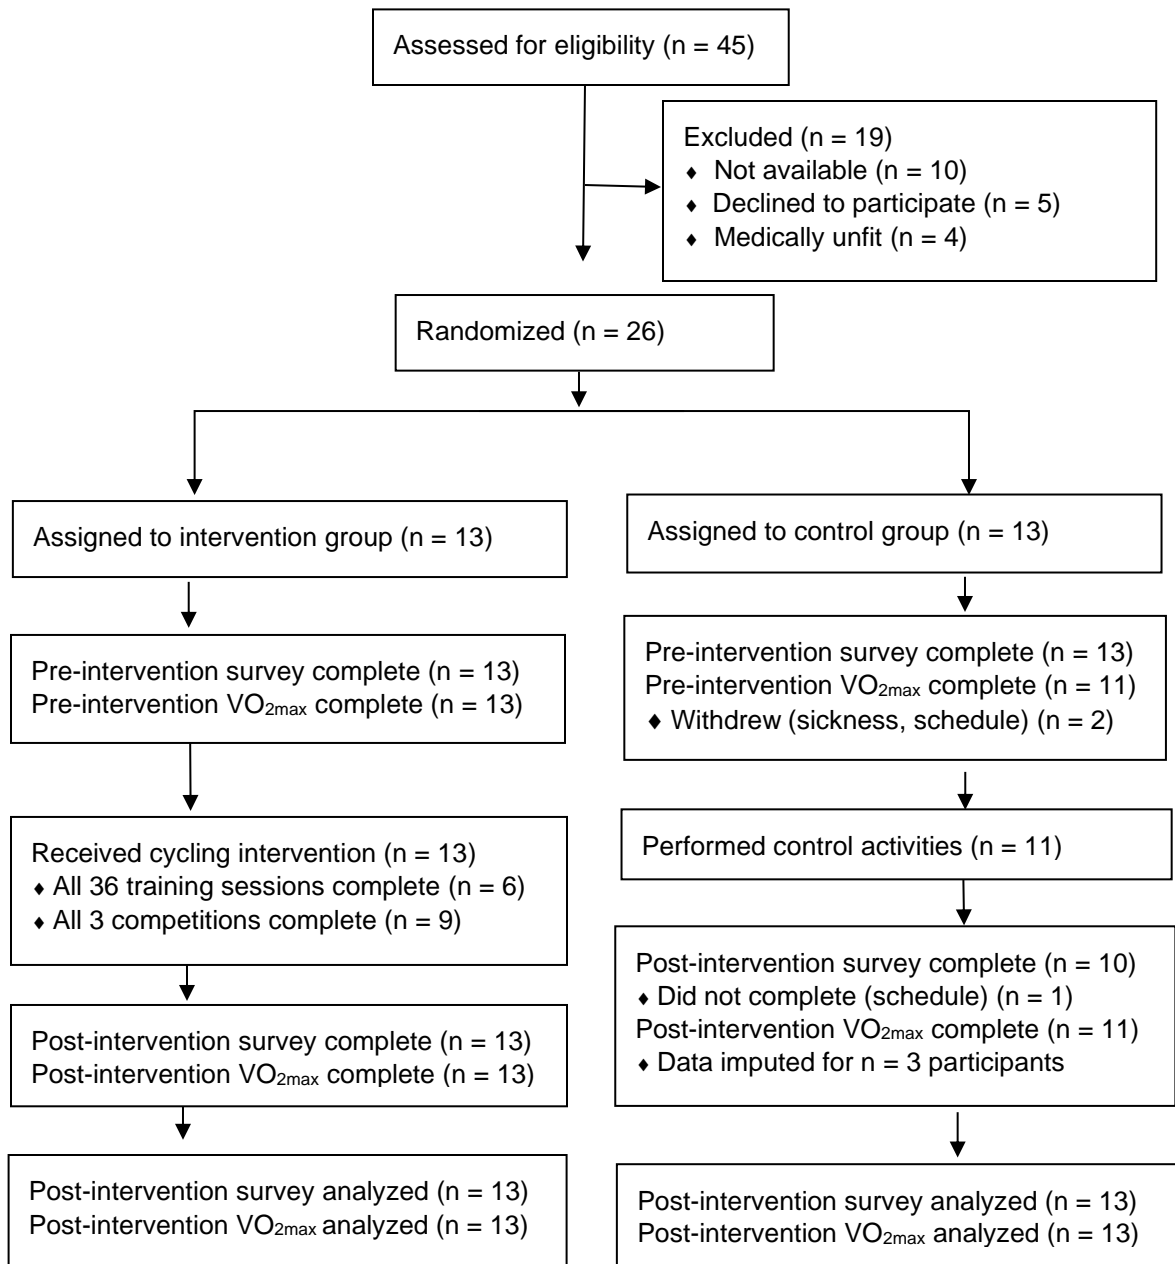 Assessed for eligibility (n = 45)
Excluded (n = 19)
♦ Not available (n = 10)
♦ Declined to participate (n = 5)
♦ Medically unfit (n = 4)
Randomized (n = 26)
Assigned to intervention group (n = 13)
Pre-intervention survey complete (n = 13)
Pre-intervention VO2max complete (n = 13)
Received cycling intervention (n = 13)
♦ All 36 training sessions complete (n = 6)
♦ All 3 competitions complete (n = 9)
Post-intervention survey complete (n = 13)
Post-intervention VO2max complete (n = 13)
Post-intervention survey analyzed (n = 13)
Post-intervention VO2max analyzed (n = 13)
Assigned to control group (n = 13)
Pre-intervention survey complete (n = 13)
Pre-intervention VO2max complete (n = 11)
♦ Withdrew (sickness, schedule) (n = 2)
Performed control activities (n = 11)
Post-intervention survey complete (n = 10)
♦ Did not complete (schedule) (n = 1)
Post-intervention VO2max complete (n = 11)
♦ Data imputed for n = 3 participants
Post-intervention survey analyzed (n = 13)
Post-intervention VO2max analyzed (n = 13)